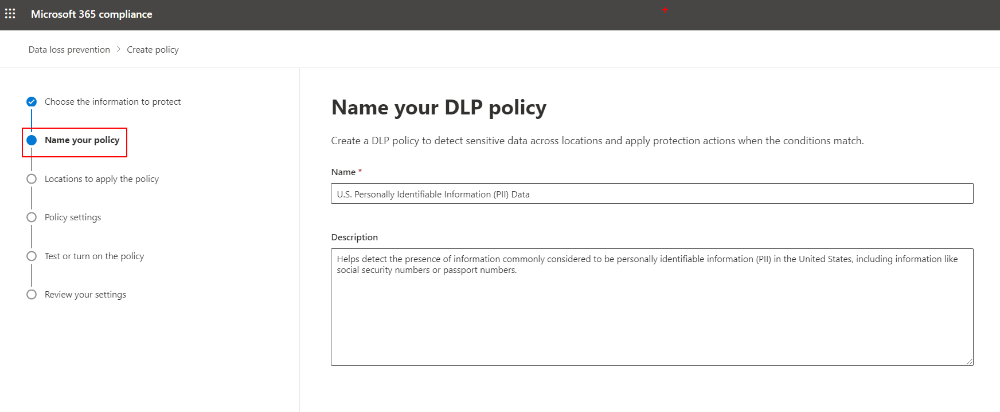 Microsoft 365 compliance
Data loss prevention > Create policy
Choose the information to protect
Name your policy
Locations to apply the policy
Policy settings
Test or turn on the policy
Review your settings
Name your DLP policy
Create a DLP policy to detect sensitive data across locations and apply protection actions when the conditions match.
Name *
U.S. Personally Identifiable Information (PII) Data
Description
Helps detect the presence of information commonly considered to be personally identifiable information (PII) in the United States, including information like
social security numbers or passport numbers.